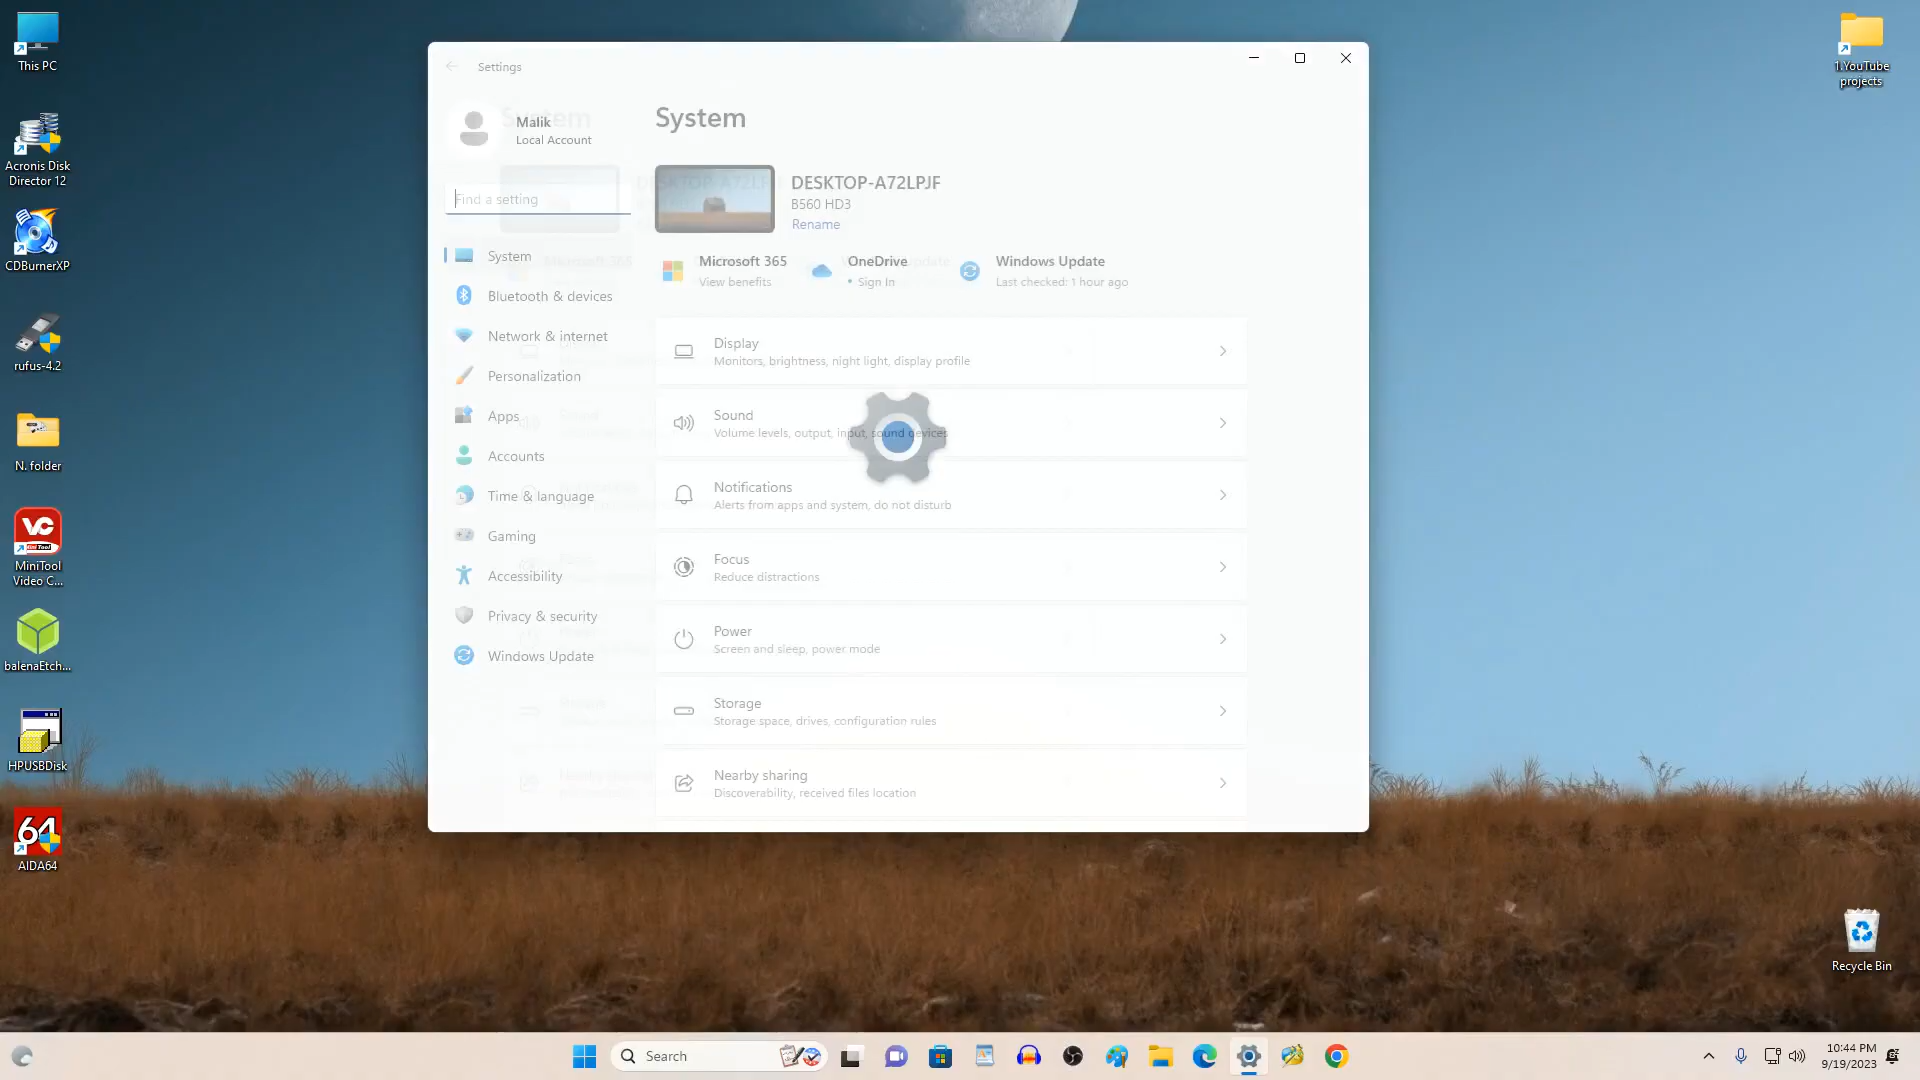 This PC
Acronis Disk
Director 12
CDBurnerXP
rufus-4.2
N. folder
MiniTool
Video C...
balenaEtch...
HPUSBDisk
64
AIDA64
1.YouTube
projects
Recycle Bin
Settings
Malik
Local Account
Find a setting
System
Bluetooth & devices
Network & internet
Personalization
Apps
Accounts
Time & language
Gaming
Accessibility
Privacy & security
Windows Update
System
DESKTOP-A72LPJF
B560 HD3
Rename
Microsoft 365
View benefits
OneDrive
• Sign In
Windows Update
Last checked: 1 hour ago
Display
Monitors, brightness, night light, display profile
Sound
Volume levels, output, input, sound devices
Notifications
Alerts from apps and system, do not disturb
Focus
Reduce distractions
Power
Screen and sleep, power mode
Storage
Storage space, drives, configuration rules
Nearby sharing
Discoverability, received files location
Search
10:44 PM
9/19/2023